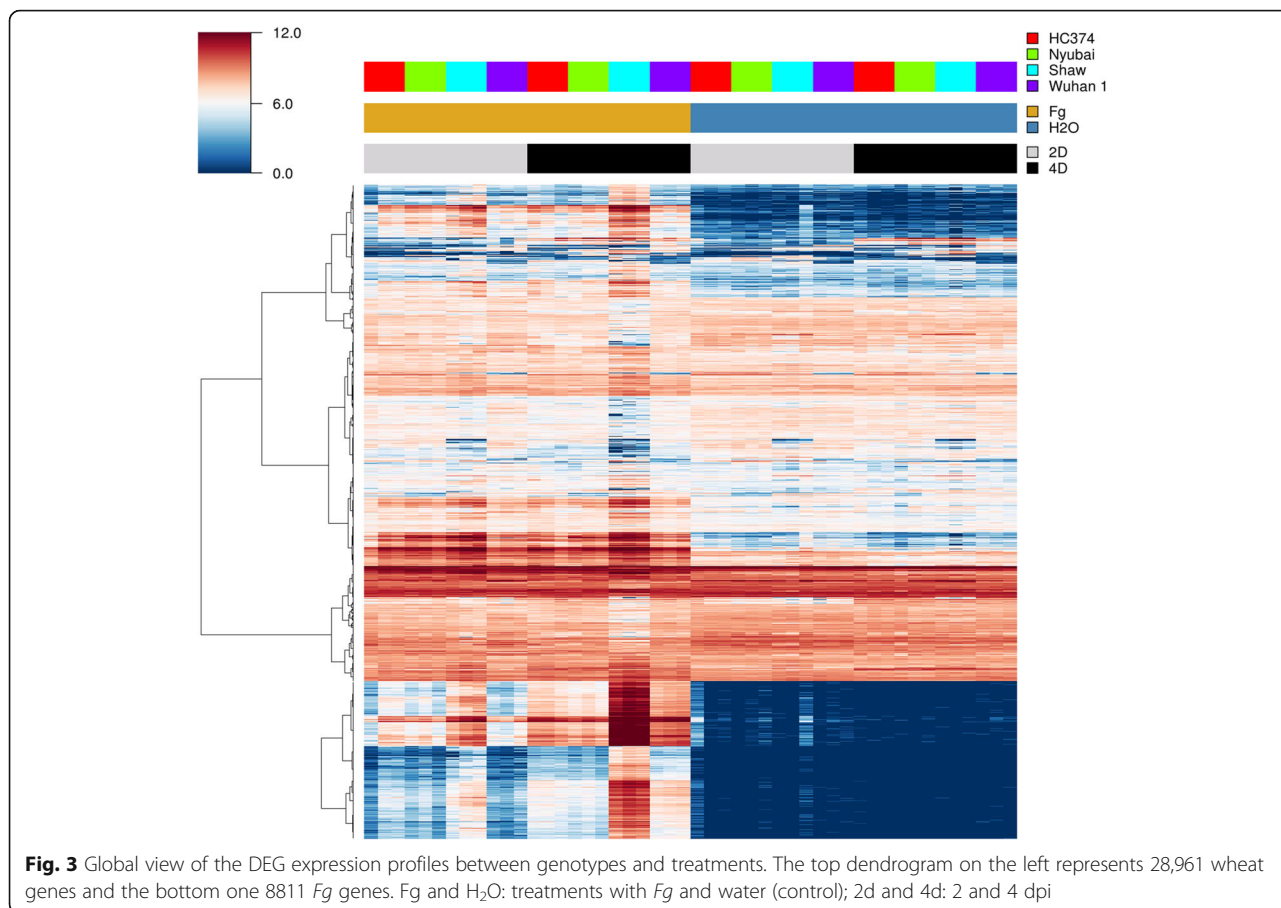 12.0
6.0
0.0
HC374
Nyubai
Shaw
Wuhan 1
Fg
H2O
2D
4D
Fig. 3 Global view of the DEG expression profiles between genotypes and treatments. The top dendrogram on the left represents 28,961 wheat
genes and the bottom one 8811 Fg genes. Fg and H₂O: treatments with Fg and water (control); 2d and 4d: 2 and 4 dpi